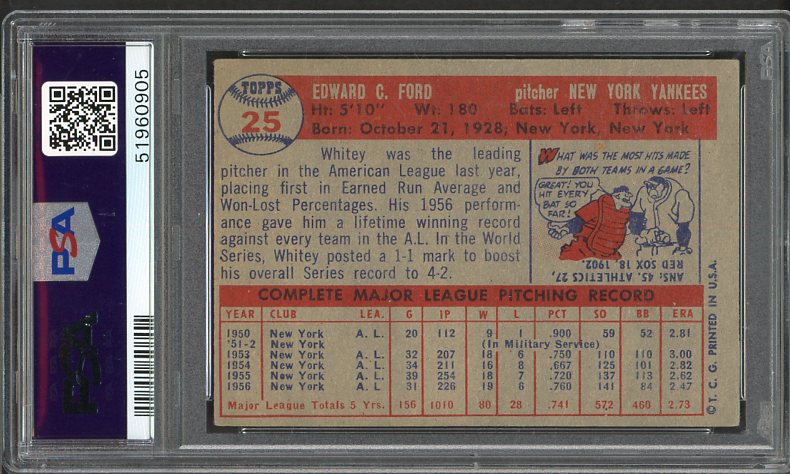 PSA
51960905
TOPPS
25
EDWARD C. FORD pitcher NEW YORK YANKEES
Ht: 5'10" Wt: 180 Bats: Left Throws: Left
Born: October 21, 1928; New York, New York
Whitey was the leading
pitcher in the American League last year,
placing first in Earned Run Average and
Won-Lost Percentages. His 1956 perform-
ance gave him a lifetime winning record
against every team in the A.L. In the World
Series, Whitey posted a 1-1 mark to boost
his overall Series record to 4-2.
WHAT WAS THE MOST HITS MADE
BY BOTH TEAMS IN A GAME?
GREAT! YOU
HIT EVERY
BAT SO
FAR!
ANS: 45. ATHLETICS 27,
RED SOX 18, 1902.
COMPLETE MAJOR LEAGUE PITCHING RECORD
YEAR CLUB LEA. G IP W L PCT SO BB ERA
1950 New York A. L. 20 112 9 1 .900 59 52 2.81
'51-2 New York (In Military Service)
1953 New York A. L. 32 207 18 6 .750 110 110 3.00
1954 New York A. L. 34 211 16 8 .667 125 101 2.82
1955 New York A. L. 39 254 18 7 .720 137 113 2.62
1956 New York A. L. 31 226 19 6 .760 141 84 2.47
Major League Totals 5 Yrs. 156 1010 80 28 .741 572 460 2.73
© T. C. G. PRINTED IN U.S.A.
PSA